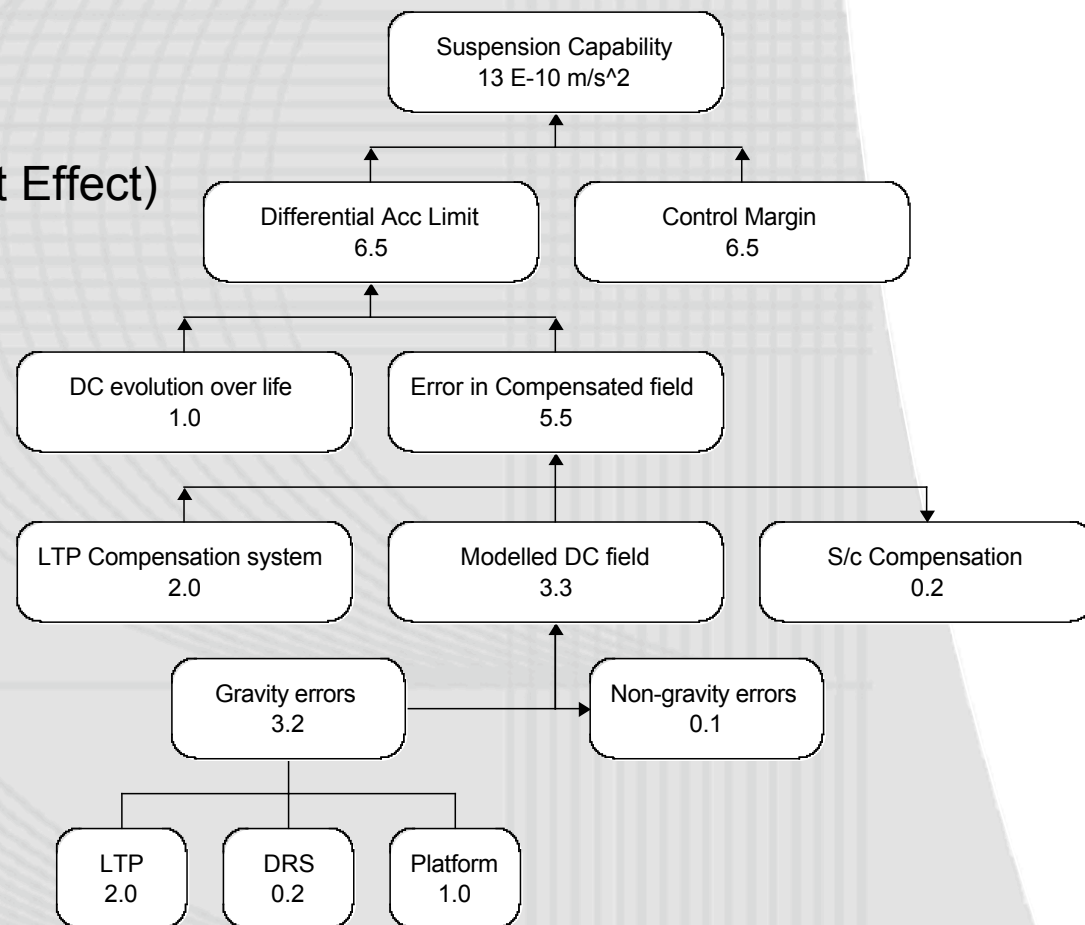 Suspension Capability
13 E-10 m/s^2
t Effect)
Differential Acc Limit
6.5
Control Margin
6.5
DC evolution over life
1.0
Error in Compensated field
5.5
LTP Compensation system
2.0
Modelled DC field
3.3
S/c Compensation
0.2
Gravity errors
3.2
Non-gravity errors
0.1
LTP
2.0
DRS
0.2
Platform
1.0